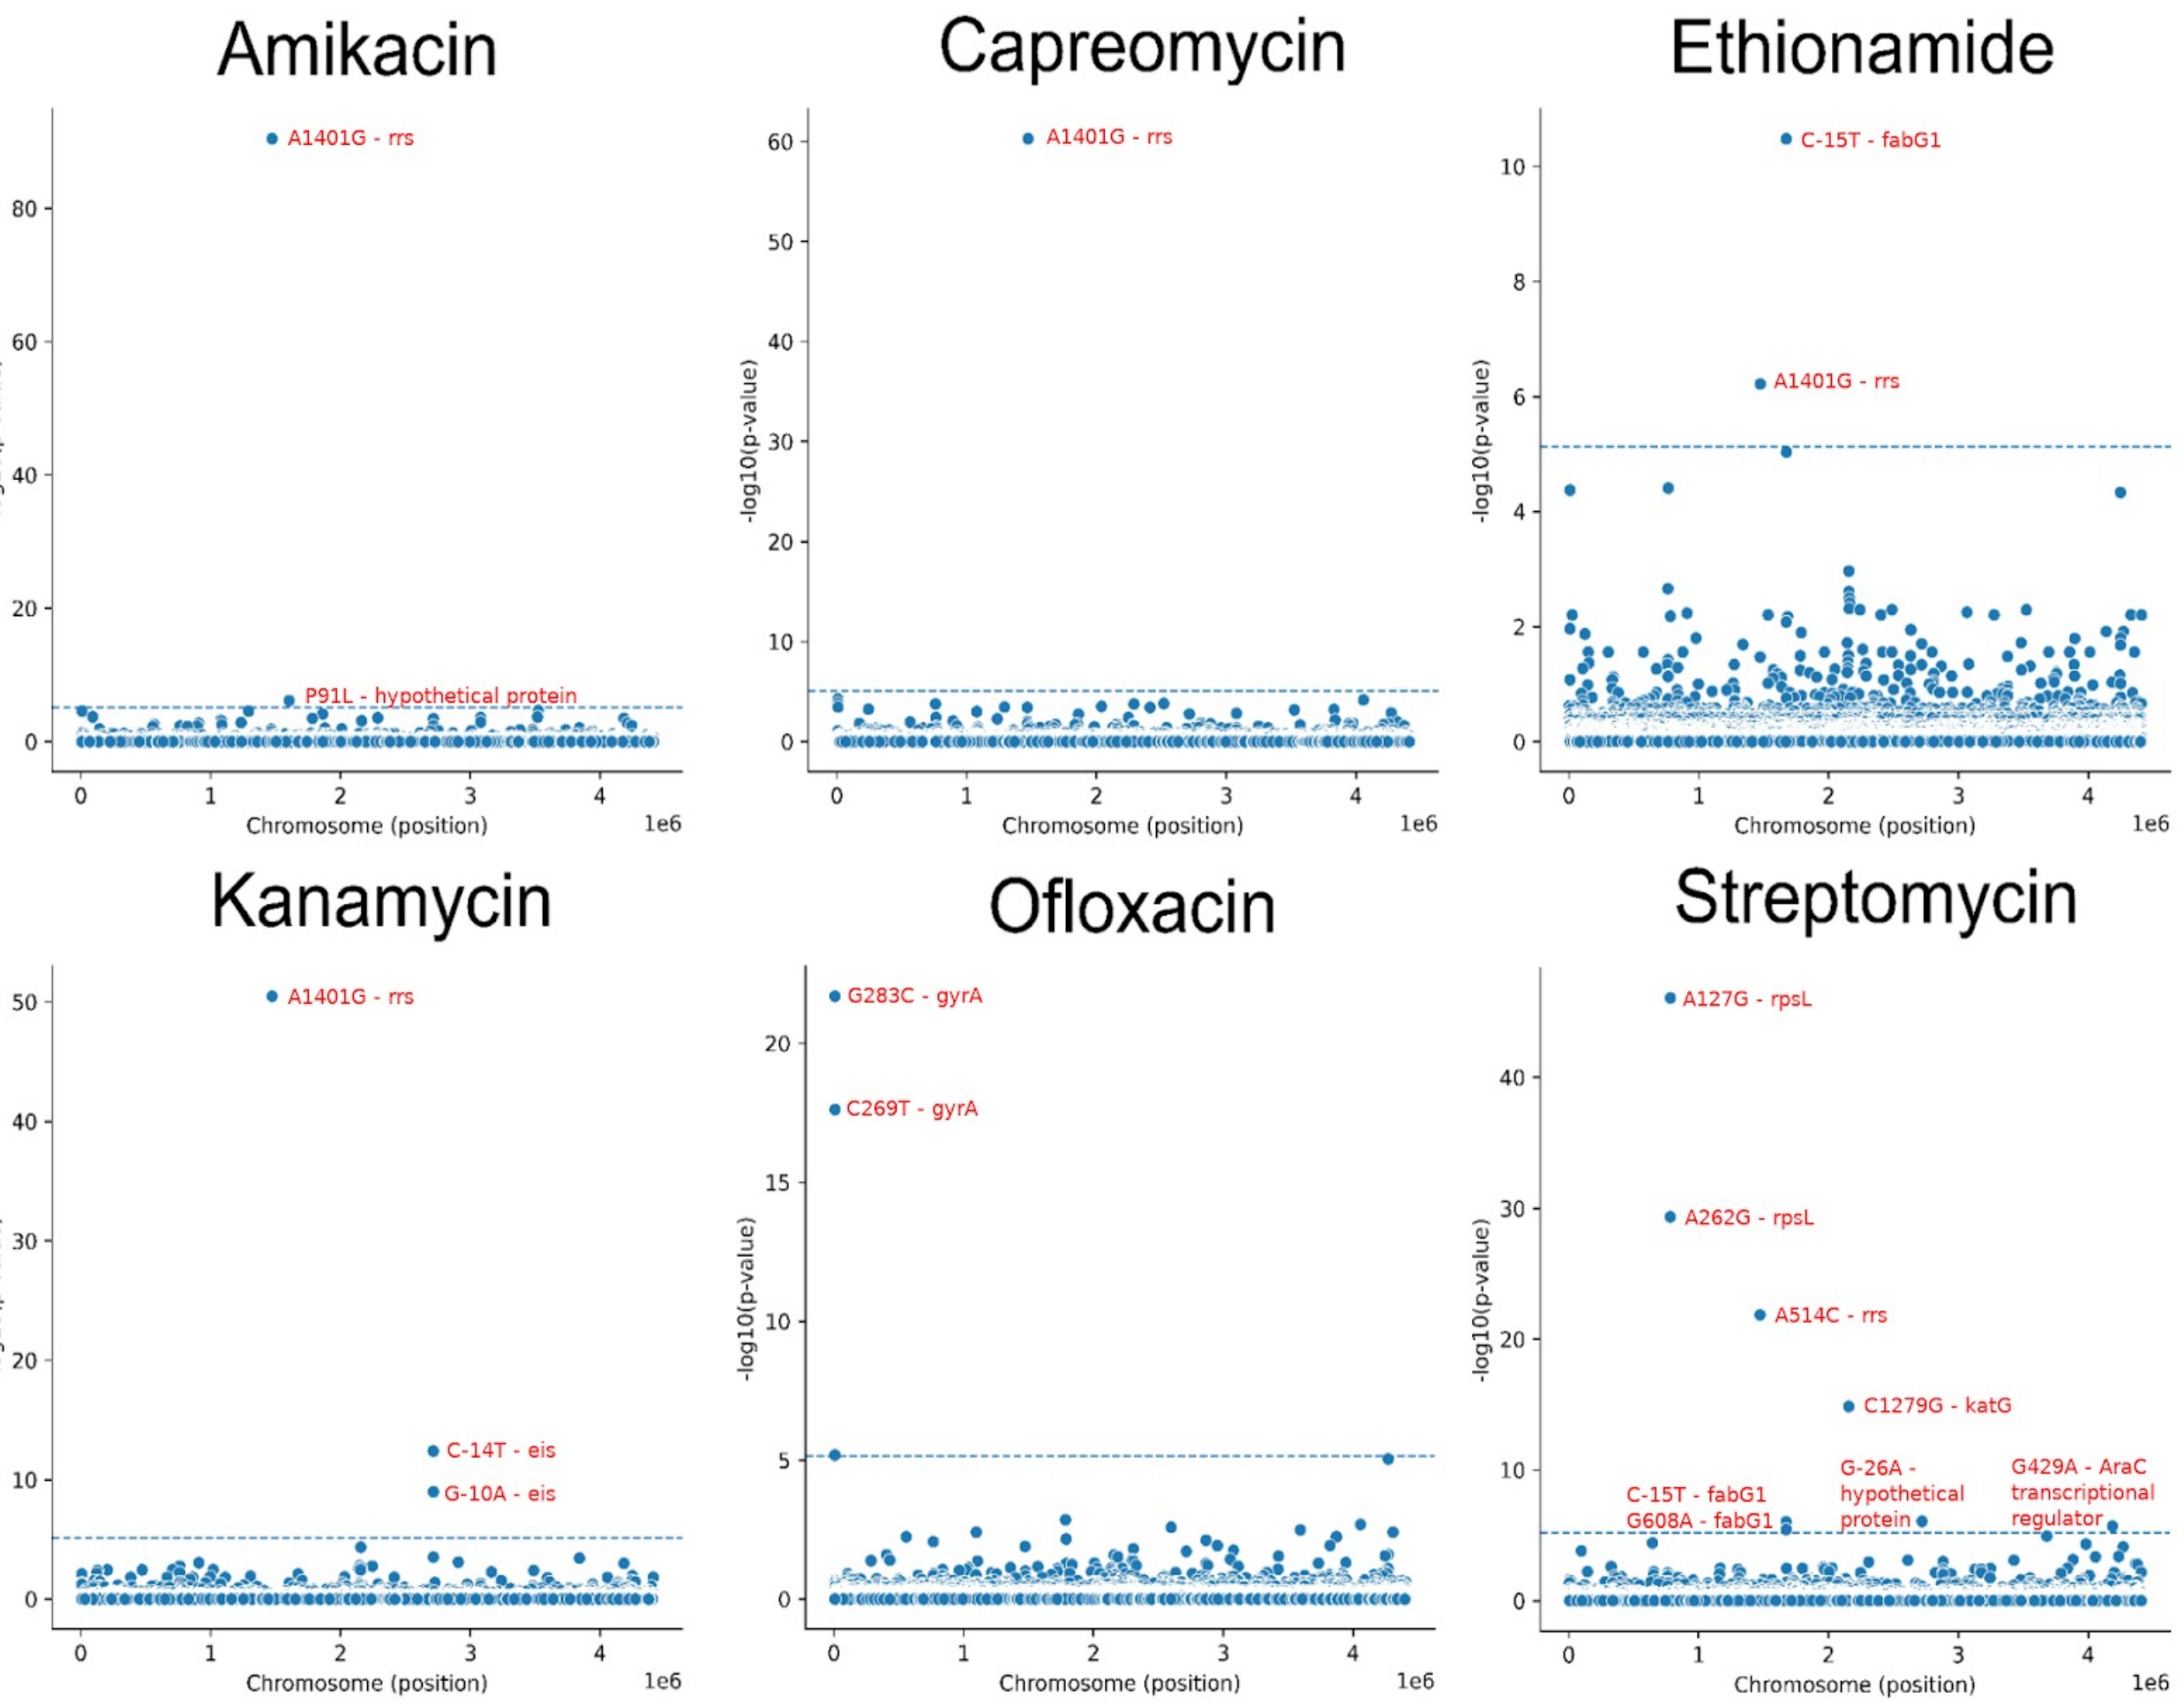 Amikacin
A1401G - rrs
80
60
40
20
0
P91L - hypothetical protein
0 1 2 3 4
Chromosome (position) 1e6
Capreomycin
-log10(p-value)
60
50
40
30
20
10
0
A1401G - rrs
0 1 2 3 4
Chromosome (position) 1e6
Ethionamide
-log10(p-value)
10
8
6
4
2
0
C-15T - fabG1
A1401G - rrs
0 1 2 3 4
Chromosome (position) 1e6
Kanamycin
50
40
30
20
10
0
A1401G - rrs
C-14T - eis
G-10A - eis
0 1 2 3 4
Chromosome (position) 1e6
Ofloxacin
-log10(p-value)
20
15
10
5
0
G283C - gyrA
C269T - gyrA
0 1 2 3 4
Chromosome (position) 1e6
Streptomycin
-log10(p-value)
40
30
20
10
0
A127G - rpsL
A262G - rpsL
A514C - rrs
C1279G - katG
C-15T - fabG1
G608A - fabG1
G-26A -
hypothetical
protein
G429A - AraC
transcriptional
regulator
0 1 2 3 4
Chromosome (position) 1e6